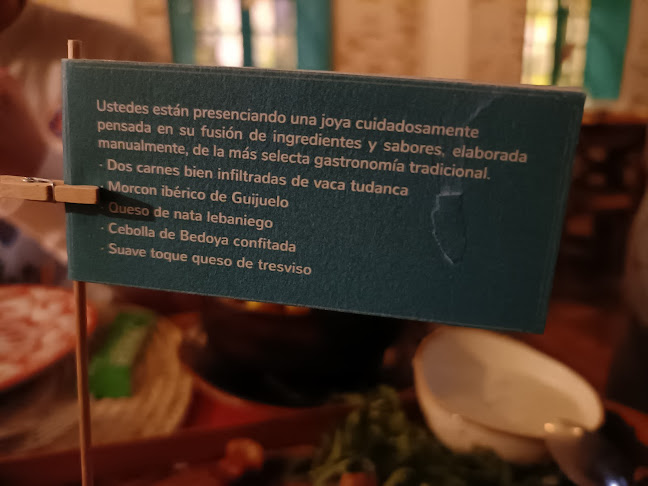 Ustedes están presenciando una joya cuidadosamente
pensada en su fusión de ingredientes y sabores, elaborada
manualmente, de la más selecta gastronomía tradicional.
- Dos carnes bien infiltradas de vaca tudanca
- Morcon ibérico de Guijuelo
- Queso de nata lebaniego
- Cebolla de Bedoya confitada
- Suave toque queso de tresviso